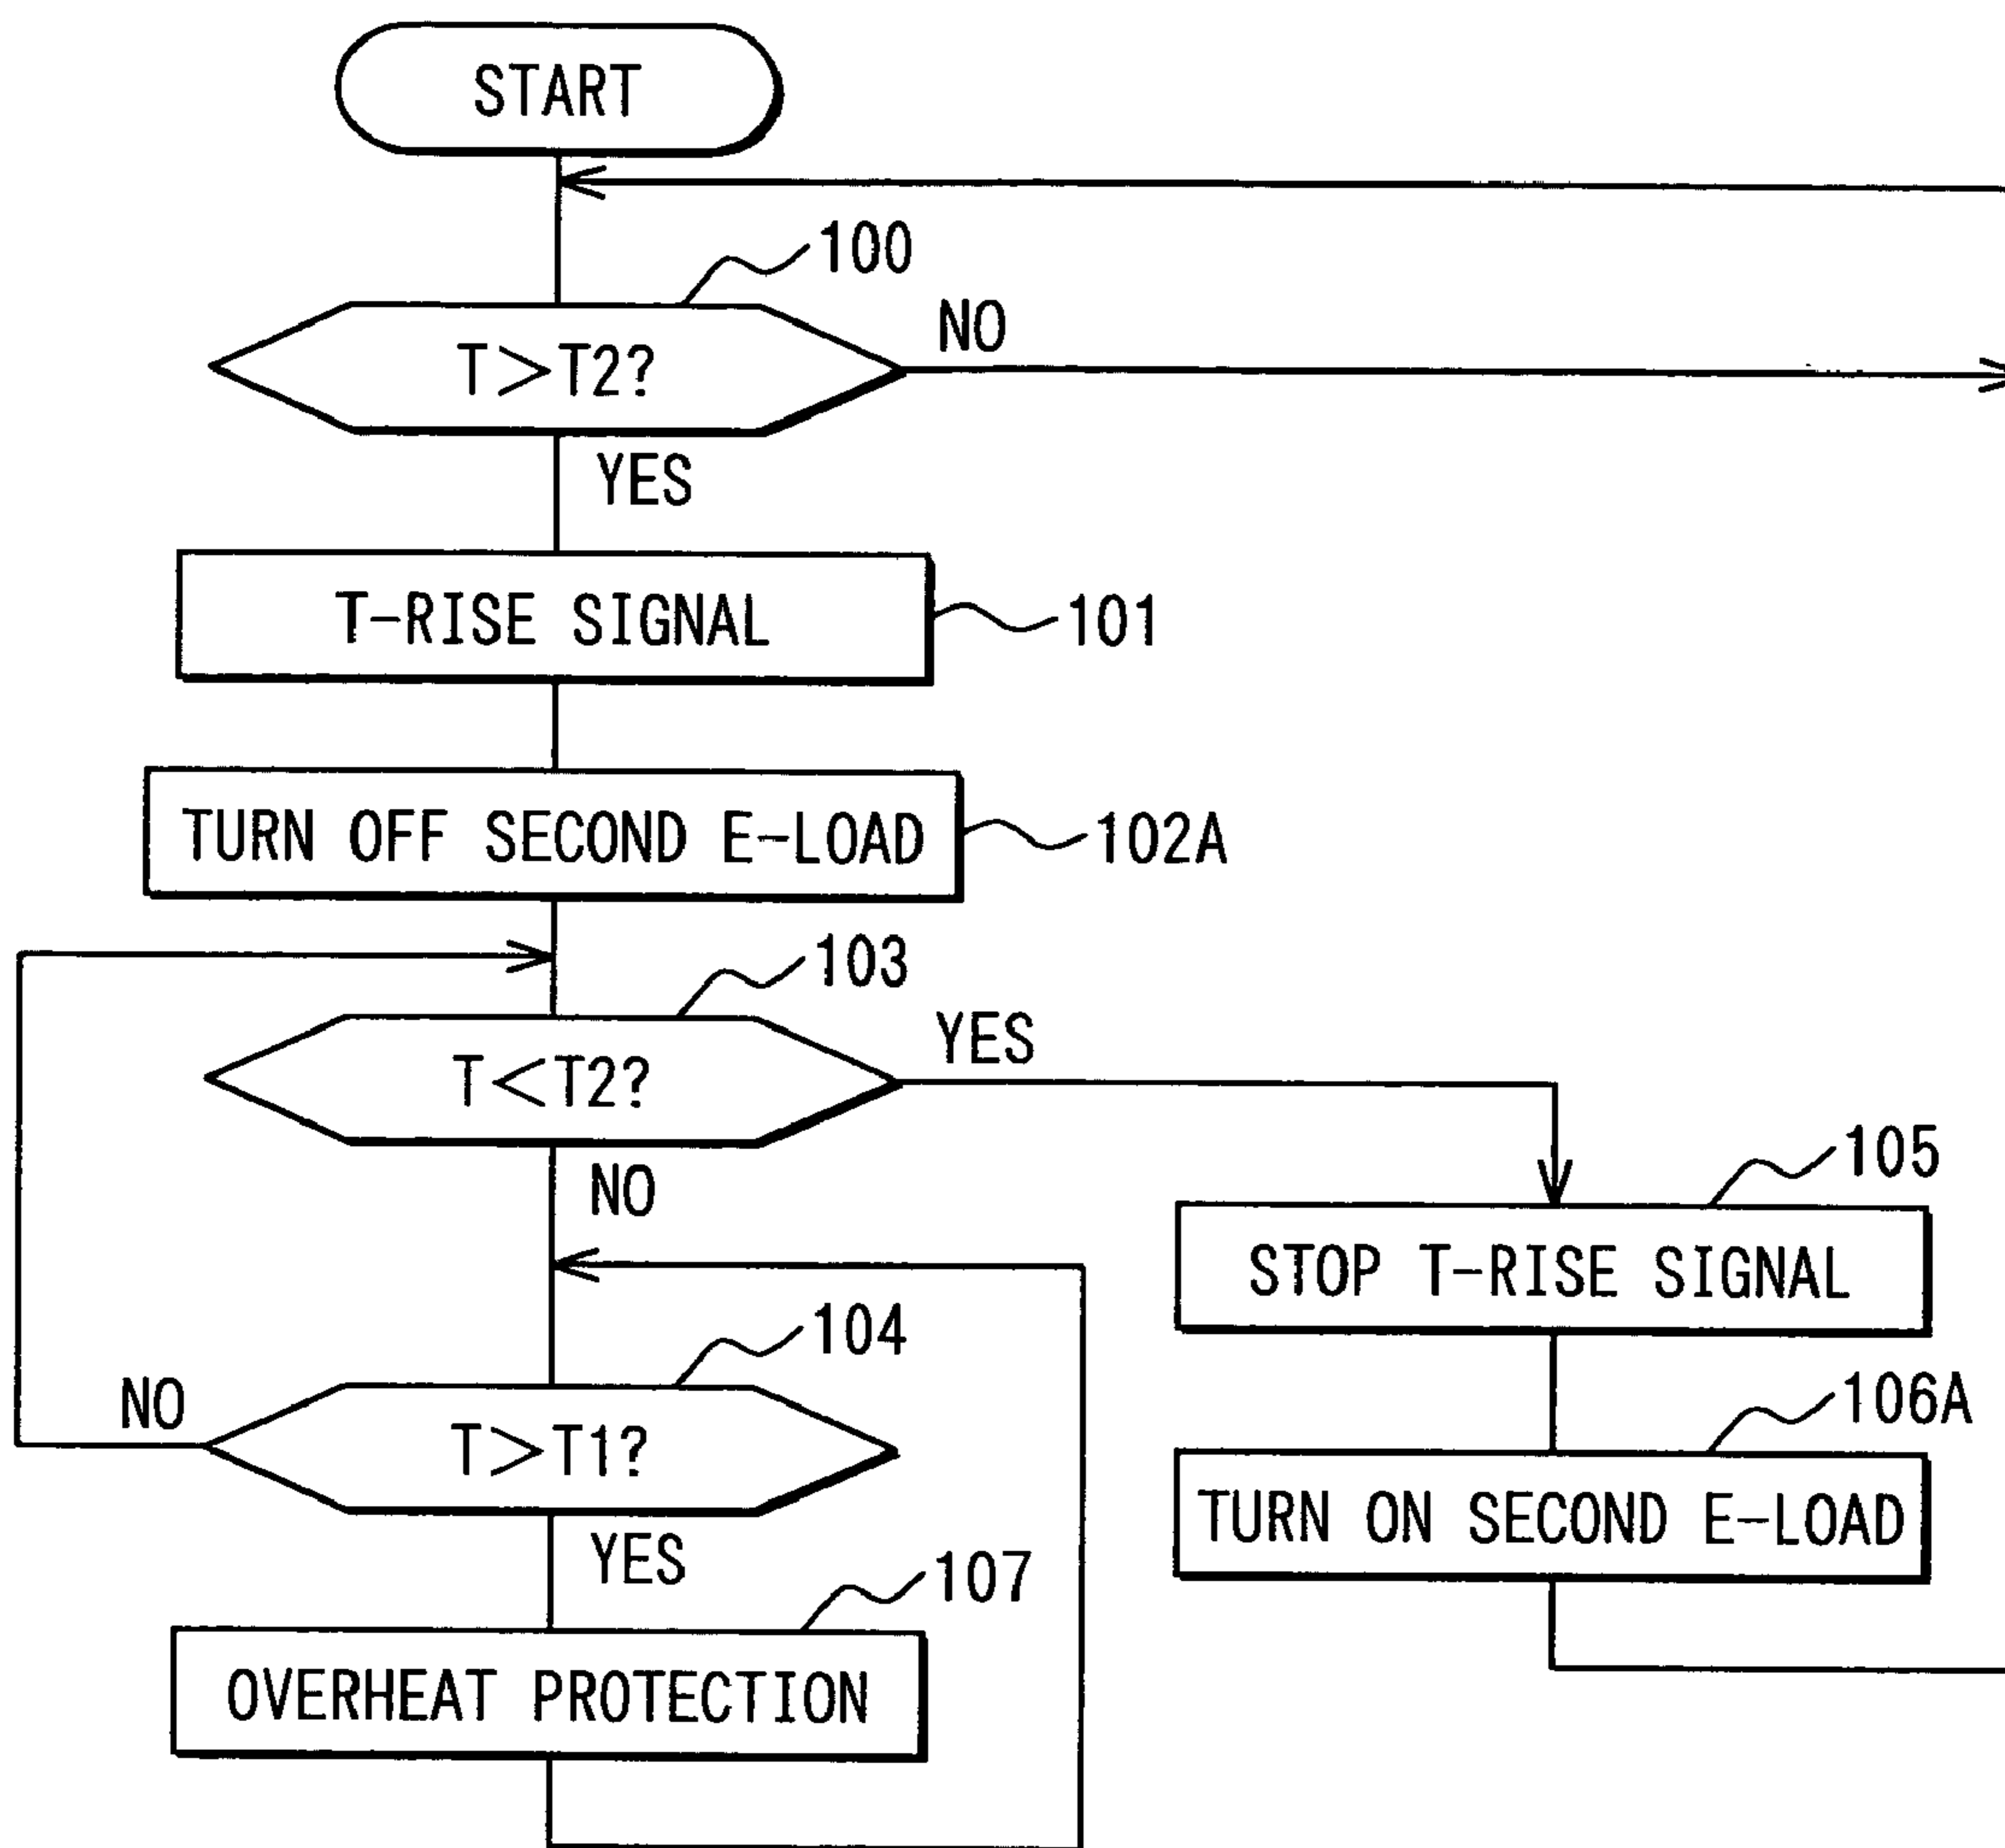 START
100
T>T2?
NO
YES
T-RISE SIGNAL
101
TURN OFF SECOND E-LOAD
102A
103
T<T2?
YES
NO
105
STOP T-RISE SIGNAL
104
NO
T>T1?
106A
YES
TURN ON SECOND E-LOAD
107
OVERHEAT PROTECTION